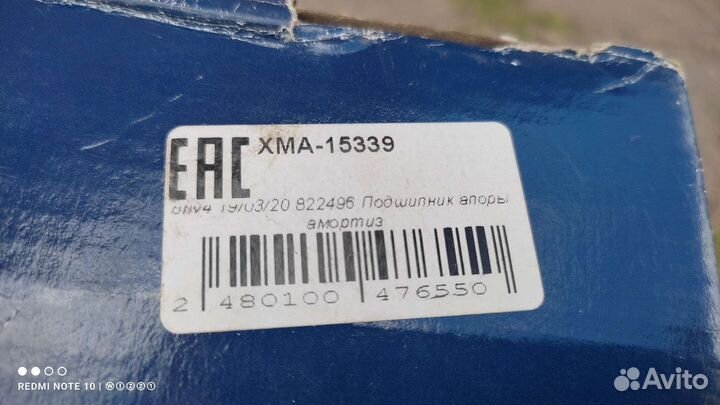 EAC XMA-15339
19/03/20 822496 Подшипник апоры
амортиз
2 480100 476550
REDMI NOTE 10 |
Avito